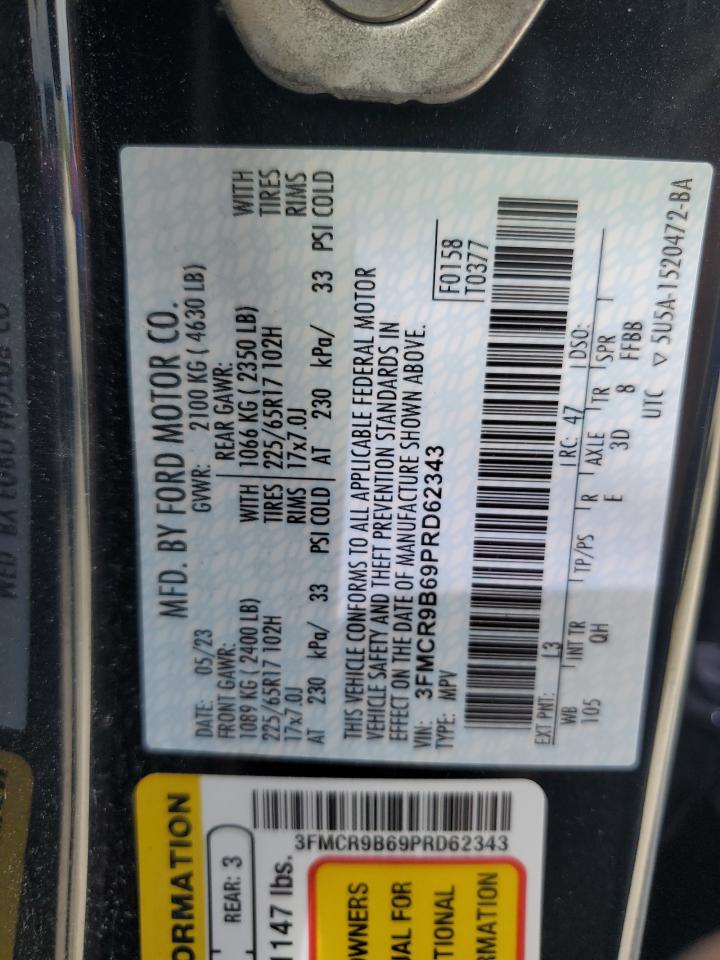 MFD. BY FORD MOTOR CO.
DATE: 05/23 GVWR: 2100 KG ( 4630 LB)
FRONT GAWR: REAR GAWR:
1089 KG ( 2400 LB) WITH 1066 KG ( 2350 LB) WITH
225/65R17 102H TIRES 225/65R17 102H TIRES
17x7.0J RIMS 17x7.0J RIMS
AT 230 kPa/ 33 PSI COLD AT 230 kPa/ 33 PSI COLD
THIS VEHICLE CONFORMS TO ALL APPLICABLE FEDERAL MOTOR
VEHICLE SAFETY AND THEFT PREVENTION STANDARDS IN
EFFECT ON THE DATE OF MANUFACTURE SHOWN ABOVE.
VIN: 3FMCR9B69PRD62343 F0158
TYPE: MPV T0377
EXT PNT: L3 RC: 47 DSO:
WB INT TR TP/PS R AXLE TR SPR
105 QH E 3D 8 FFBB
UTC ▽ 5U5A-1520472-BA
ORMATION
REAR: 3
1147 lbs.
3FMCR9B69PRD62343
OWNERS
UAL FOR
TIONAL
RMATION